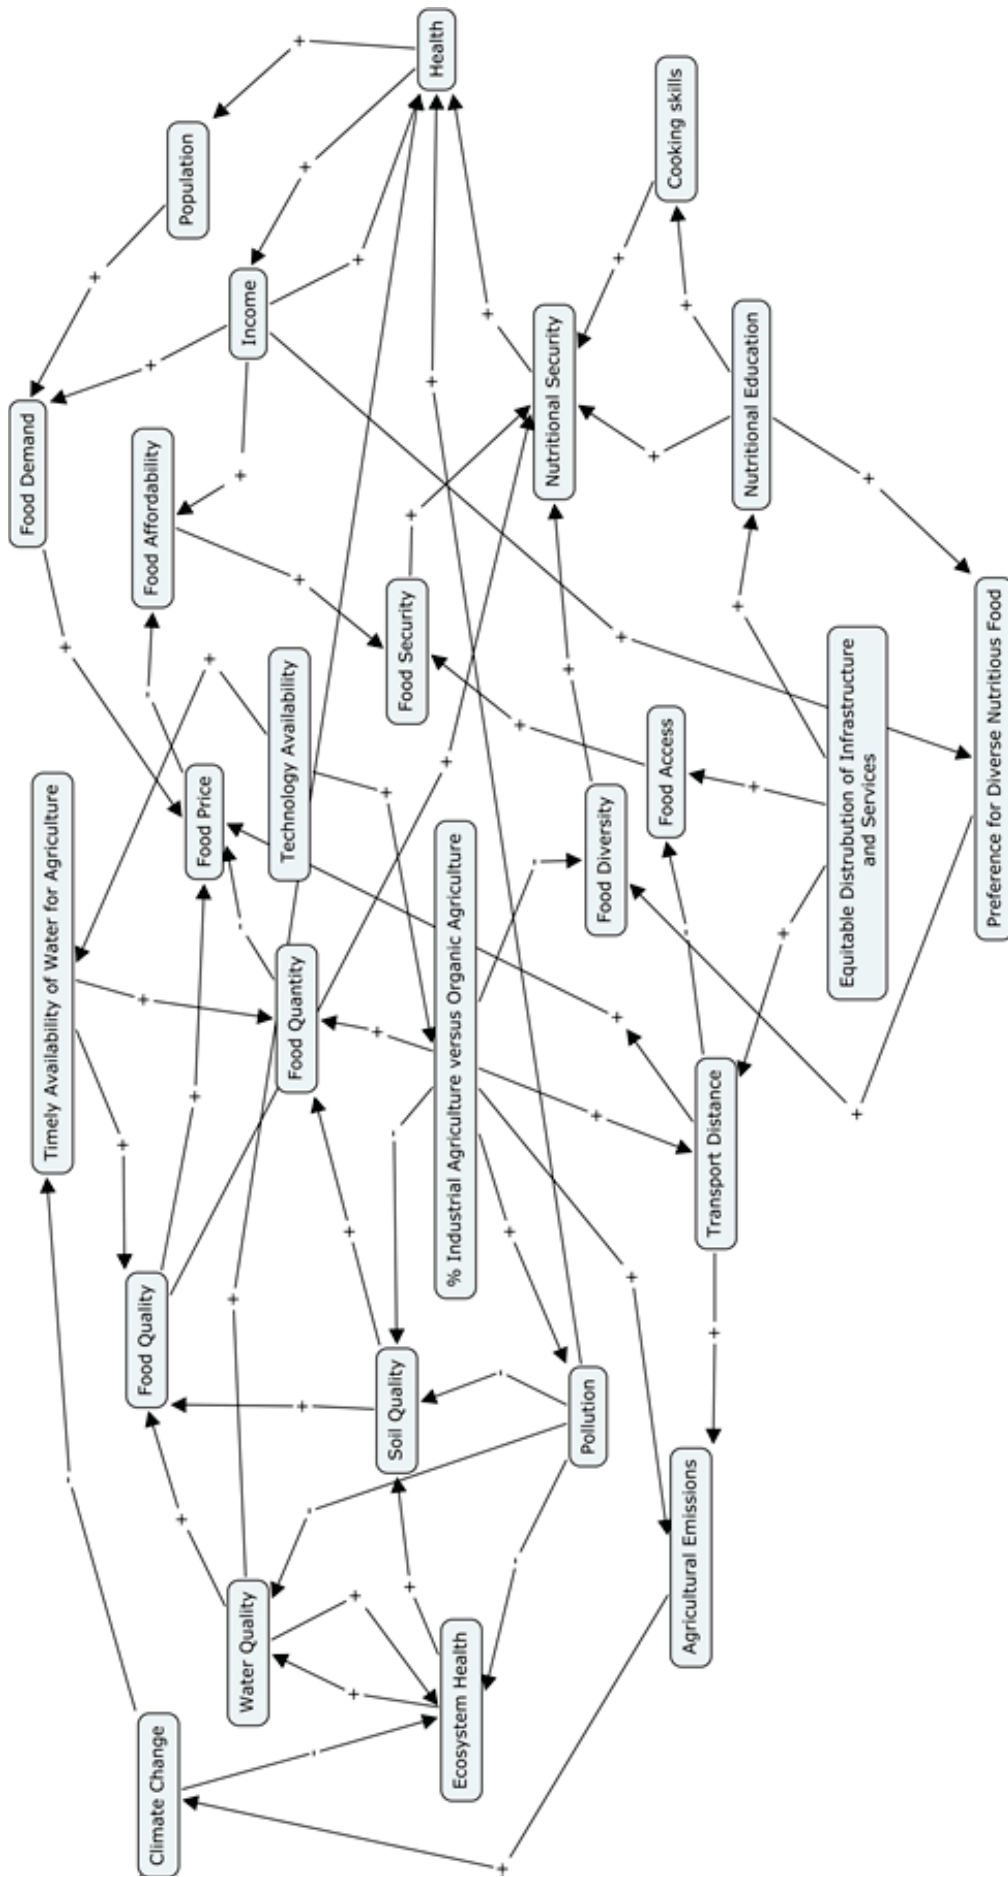 Food Demand
Timely Availability of Water for Agriculture
Climate Change
Food Quality
Food Affordability
Population
Food Price
Water Quality
Income
Technology Availability
Food Quantity
Soil Quality
Food Security
Health
% Industrial Agriculture versus Organic Agriculture
Ecosystem Health
Nutritional Security
Pollution
Food Diversity
Food Access
Cooking skills
Agricultural Emissions
Transport Distance
Nutritional Education
Equitable Distrubution of Infrastructure
and Services
Preference for Diverse Nutritious Food